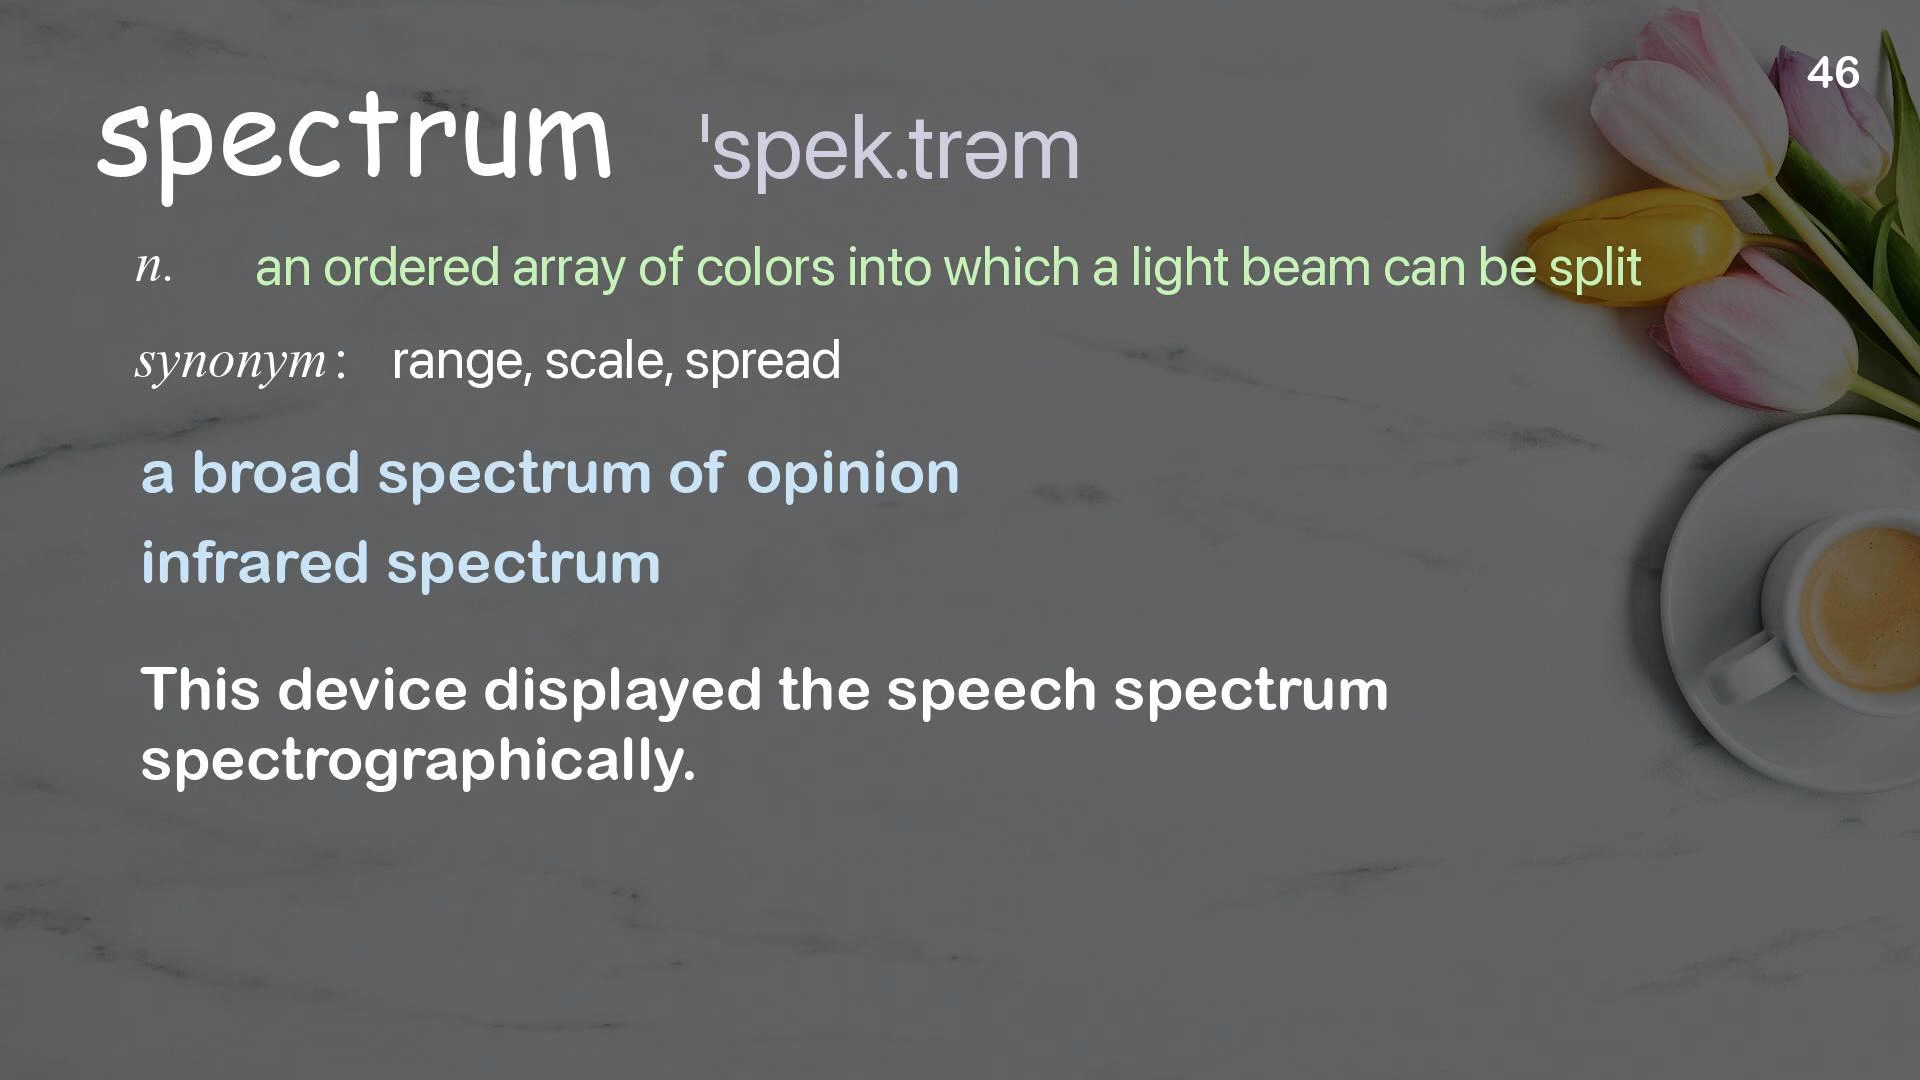 46
spectrum ˈspek.trəm
n. an ordered array of colors into which a light beam can be split
synonym: range, scale, spread
a broad spectrum of opinion
infrared spectrum
This device displayed the speech spectrum
spectrographically.